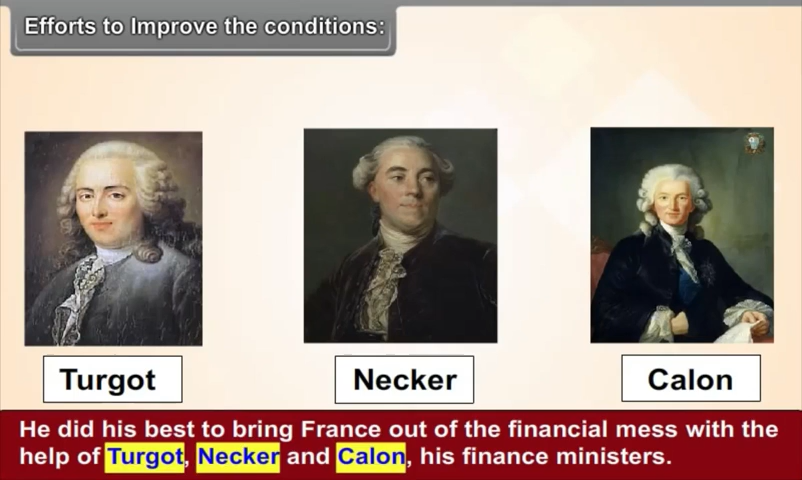 Efforts to Improve the conditions:
Turgot
Necker
Calon
He did his best to bring France out of the financial mess with the
help of Turgot, Necker and Calon, his finance ministers.